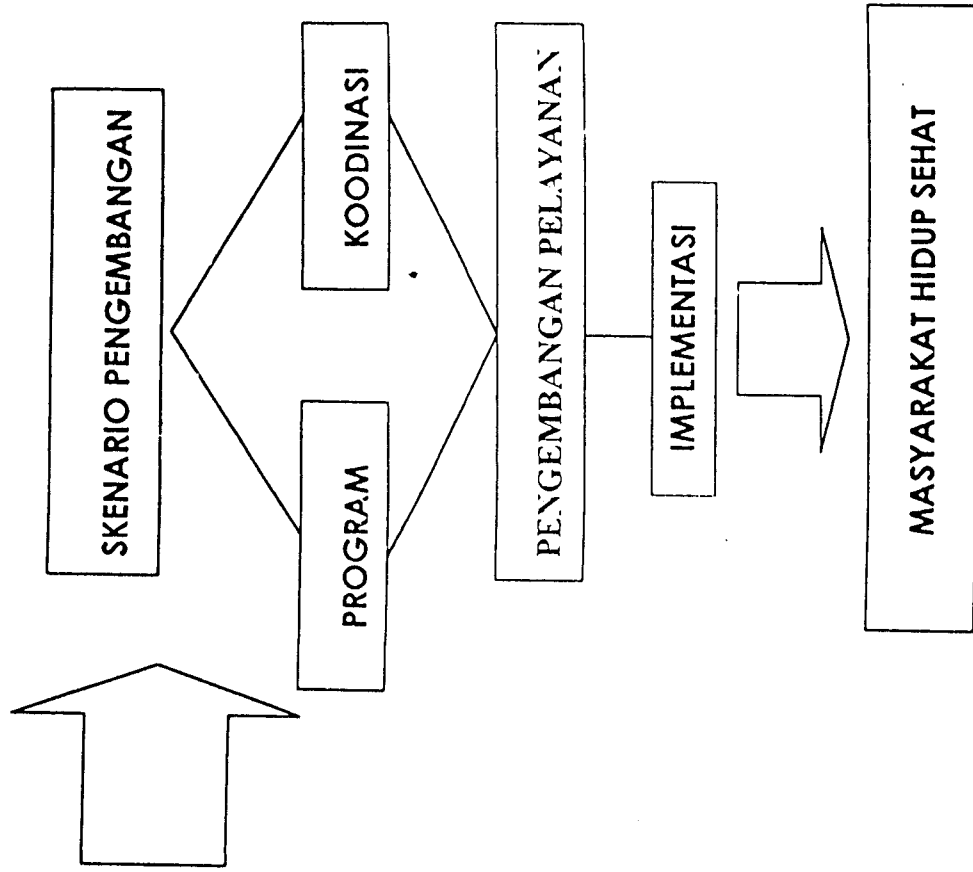 SKENARIO PENGEMBANGAN
PROGRAM
KOODINASI
PENGEMBANGAN PELAYANAN
IMPLEMENTASI
MASYARAKAT HIDUP SEHAT